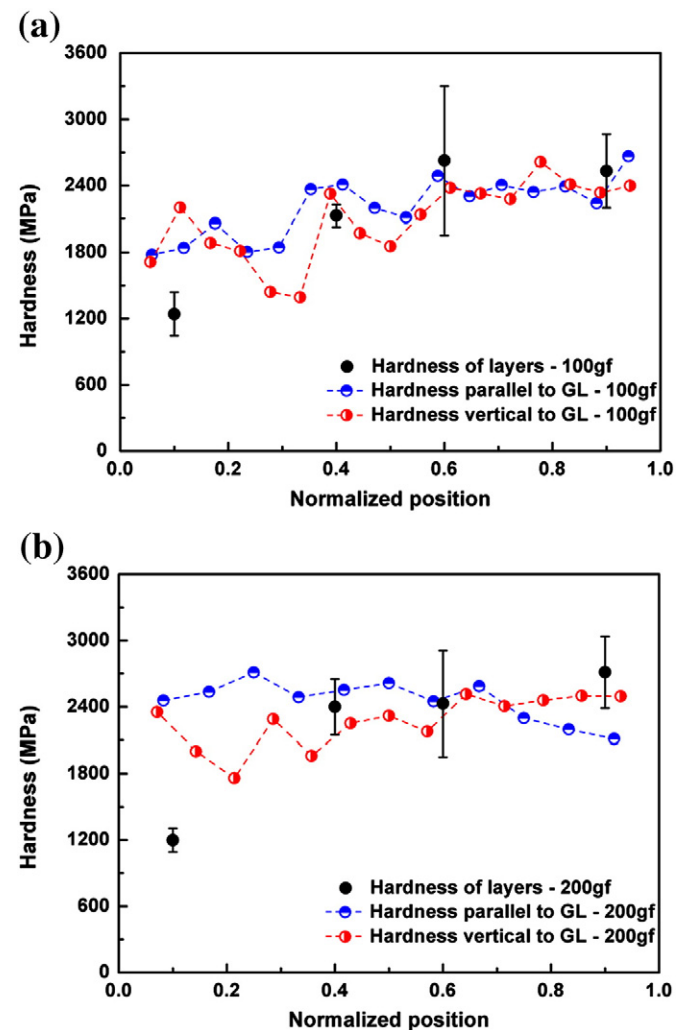 (a)
3600
3000
2400
1800
1200
600
0
Hardness (MPa)
Hardness of layers - 100gf
Hardness parallel to GL - 100gf
Hardness vertical to GL - 100gf
0.0 0.2 0.4 0.6 0.8 1.0
Normalized position
(b)
3600
3000
2400
1800
1200
600
0
Hardness (MPa)
Hardness of layers - 200gf
Hardness parallel to GL - 200gf
Hardness vertical to GL - 200gf
0.0 0.2 0.4 0.6 0.8 1.0
Normalized position